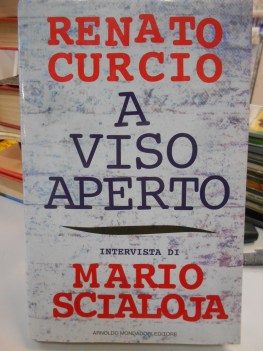 RENATO
CURCIO
A
VISO
APERTO
INTERVISTA DI
MARIO
SCIALOJA
ARNOLDO MONDADORI EDITORE